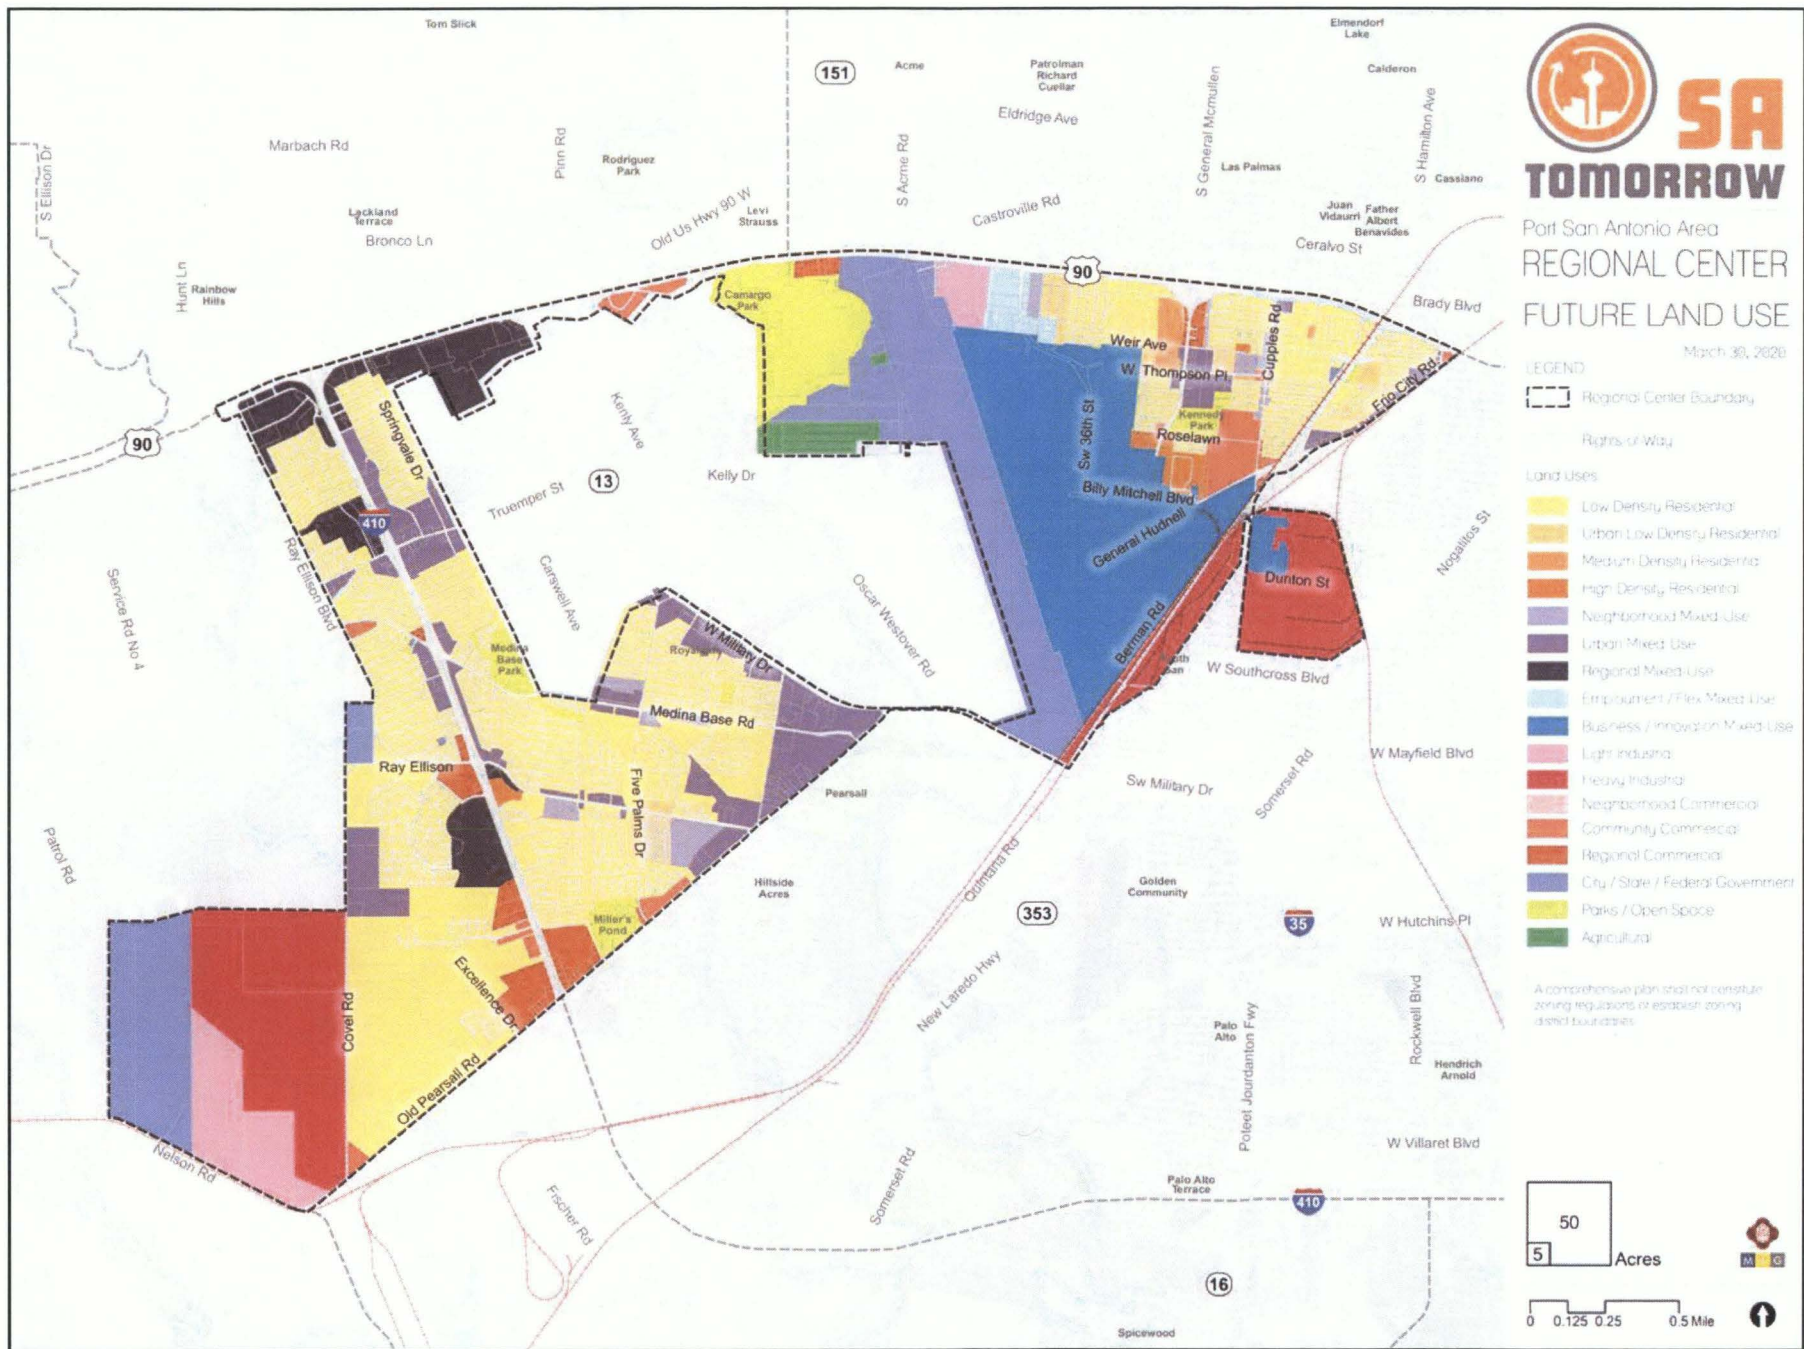 Tom Slick
Elmendorf
Lake
151
Acme
Patrolman
Richard
Cuellar
Calderon
Eldridge Ave
S General Mcmullen
S Hamilton Ave
S Ellison Dr
Marbach Rd
Pinn Rd
Rodriguez
Park
S Acme Rd
Las Palmas
Cassiano
Lackland
Terrace
Bronco Ln
Old Us Hwy 90 W
Levi
Strauss
Castroville Rd
Juan
Vidaurri
Father
Albert
Benavides
Ceralvo St
Hunt Ln
Rainbow
Hills
90
Camargo
Park
Brady Blvd
Weir Ave
Cupples Rd
W. Thompson Pl.
Frio City Rd.
Springvale Dr
Kenly Ave
Kennedy
Park
Roselawn
Sw 36th St
90
13
Kelly Dr
Truemper St
Billy Mitchell Blvd
410
General Hudnell
Nogalitos St
Ray Ellison Blvd
Service Rd No 4
Carswell Ave
Oscar Westover Rd
Dunton St
Berman Rd
W Southcross Blvd
Medina
Base
Park
W Military Dr
Medina Base Rd
Ray Ellison
Five Palms Dr
Pearsall
Sw Military Dr
Somerset Rd
W Mayfield Blvd
Patrol Rd
Quintana Rd
Hillside
Acres
Golden
Community
353
35
W Hutchins Pl
Miller's
Pond
Excellence Dr
New Laredo Hwy
Covel Rd
Rockwell Blvd
Palo
Alto
Poteet Jourdanton Fwy
Hendrich
Arnold
Old Pearsall Rd
Nelson Rd
W Villaret Blvd
Fischer Rd
Somerset Rd
Palo Alto
Terrace
410
16
Spicewood
SA
TOMORROW
Port San Antonio Area
REGIONAL CENTER
FUTURE LAND USE
March 30, 2020
LEGEND
Regional Center Boundary
Rights of Way
Land Uses
Low Density Residential
Urban Low Density Residential
Medium Density Residential
High Density Residential
Neighborhood Mixed-Use
Urban Mixed-Use
Regional Mixed-Use
Employment / Flex Mixed-Use
Business / Innovation Mixed-Use
Light Industrial
Heavy Industrial
Neighborhood Commercial
Community Commercial
Regional Commercial
City / State / Federal Government
Parks / Open Space
Agricultural
A comprehensive plan shall not constitute
zoning regulations or establish zoning
district boundaries
50
5
Acres
0 0.125 0.25 0.5 Mile